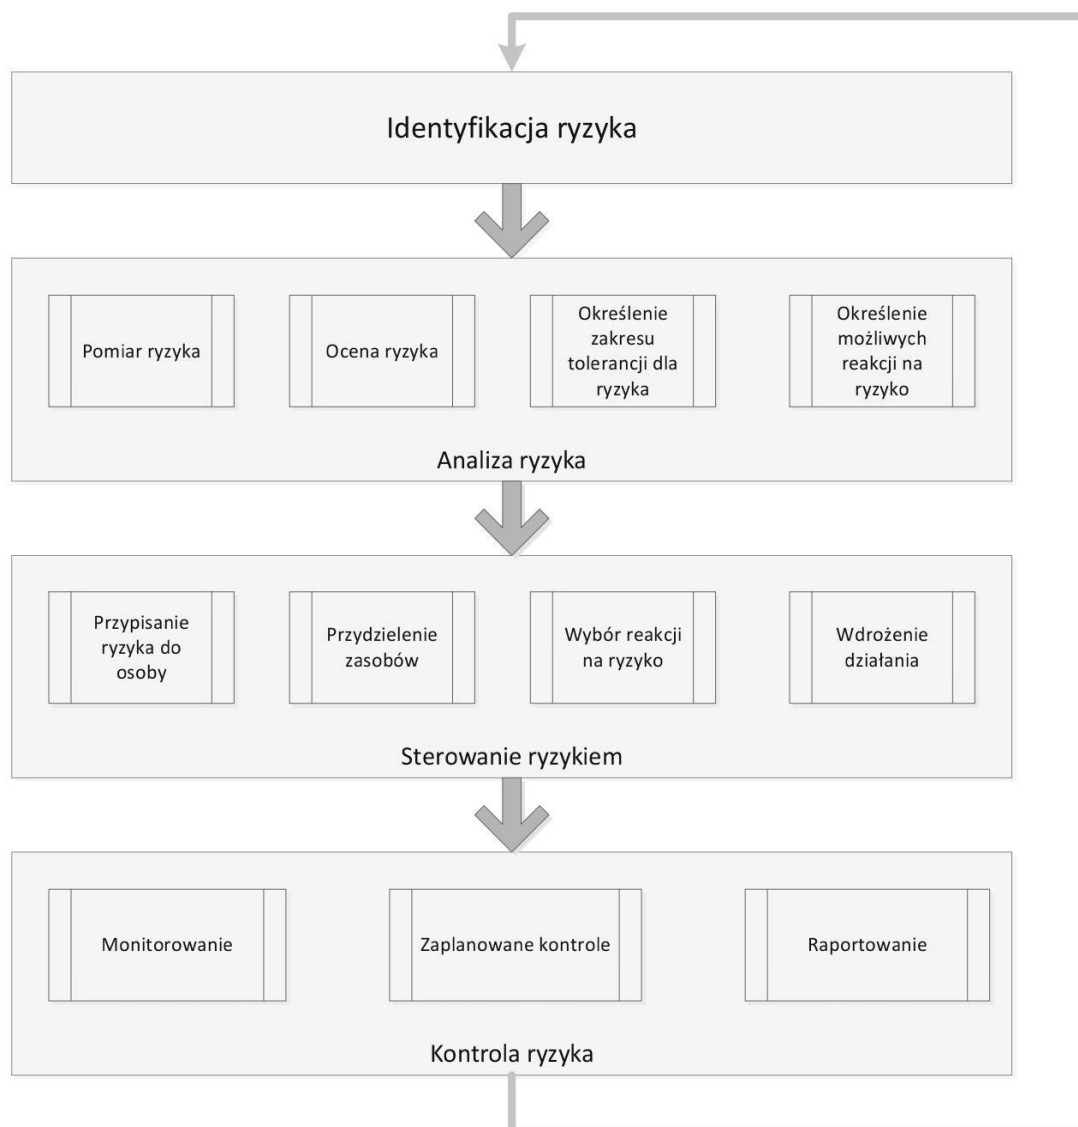 Identyfikacja ryzyka
Pomiar ryzyka
Ocena ryzyka
Określenie
zakresu
tolerancji dla
ryzyka
Określenie
możliwych
reakcji na
ryzyko
Analiza ryzyka
Przypisanie
ryzyka do
osoby
Przydzielenie
zasobów
Wybór reakcji
na ryzyko
Wdrożenie
działania
Sterowanie ryzykiem
Monitorowanie
Zaplanowane kontrole
Raportowanie
Kontrola ryzyka